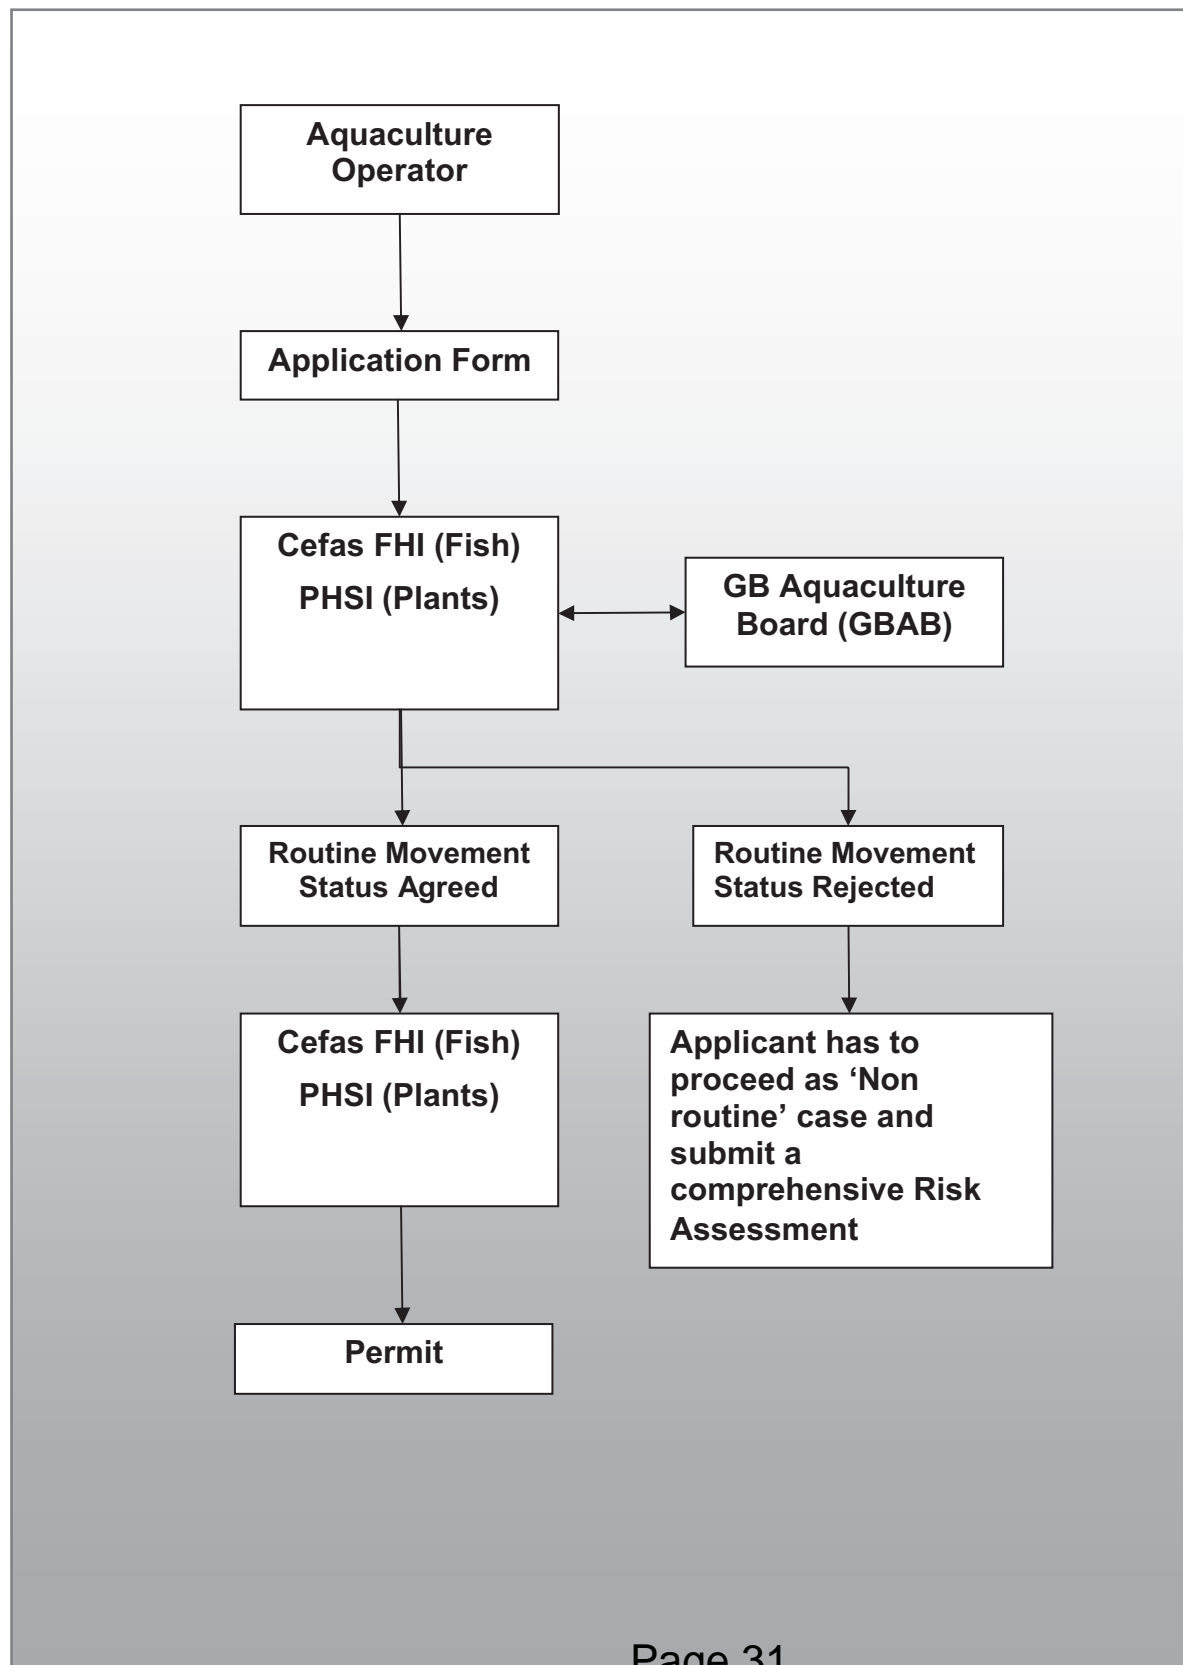 Aquaculture
Operator
Application Form
Cefas FHI (Fish)
PHSI (Plants)
GB Aquaculture
Board (GBAB)
Routine Movement
Status Agreed
Routine Movement
Status Rejected
Cefas FHI (Fish)
PHSI (Plants)
Applicant has to
proceed as ‘Non
routine’ case and
submit a
comprehensive Risk
Assessment
Permit
Page 31